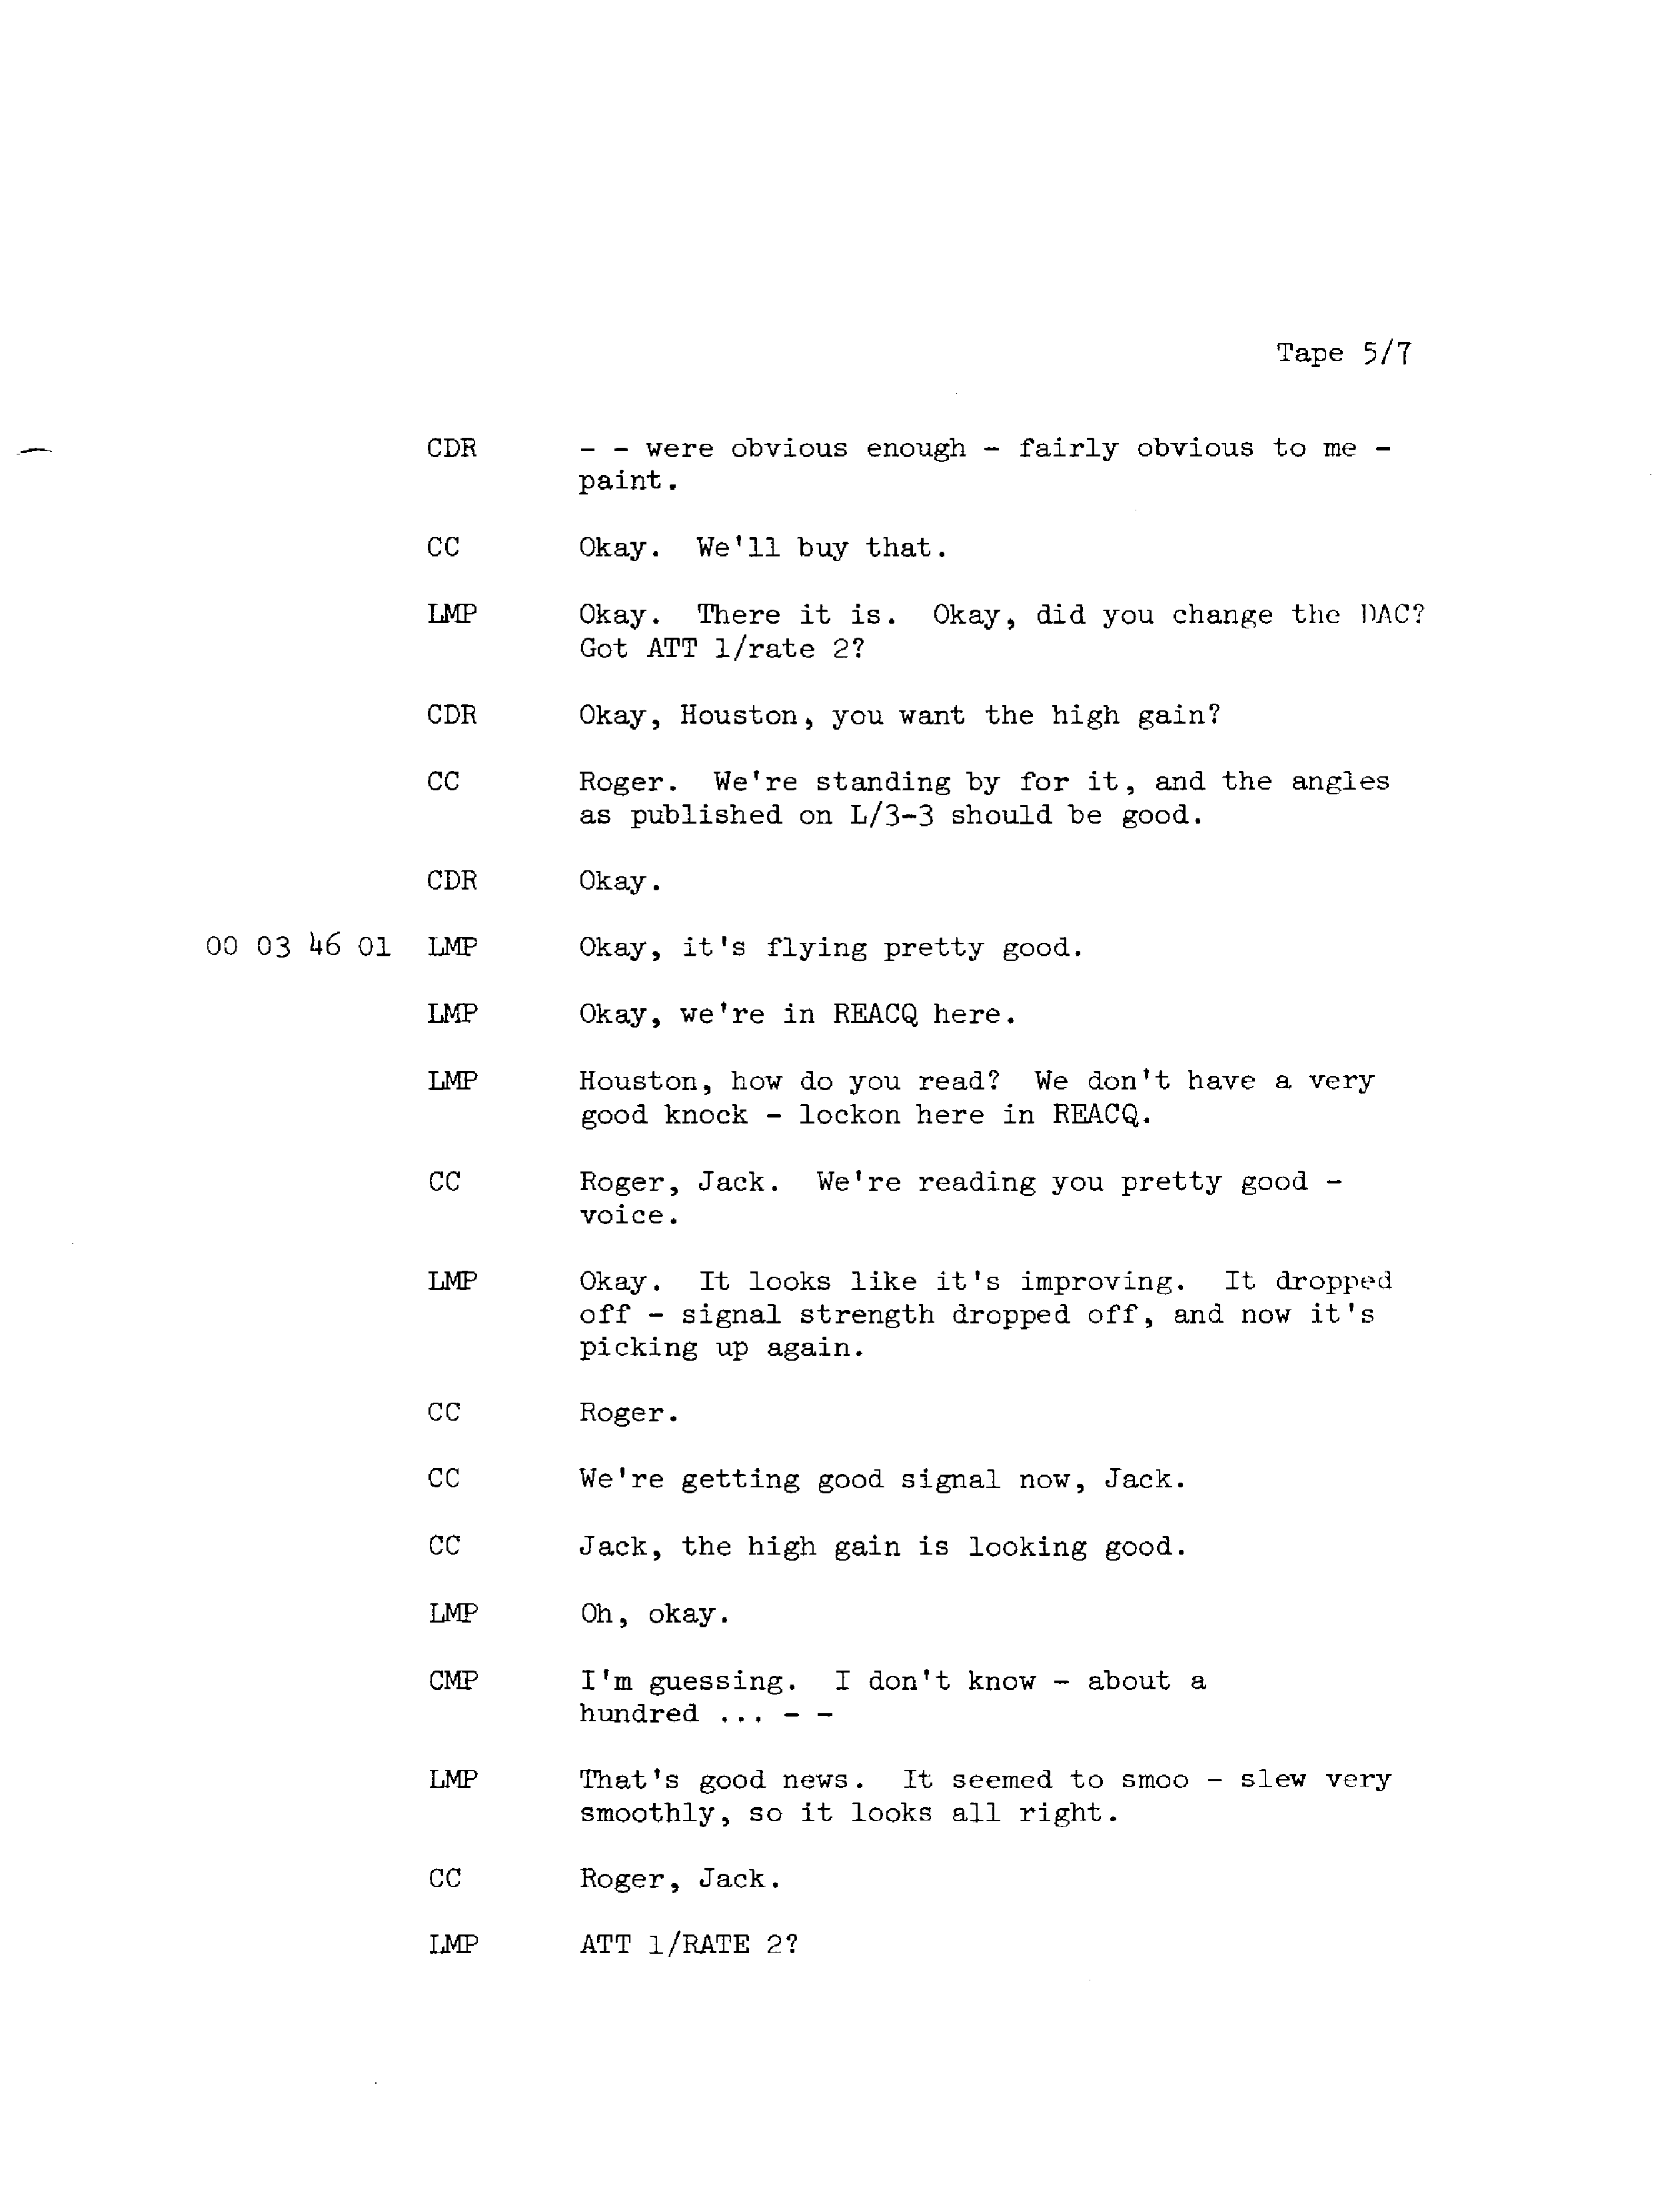 Tape 5/7
CDR - - were obvious enough - fairly obvious to me -
paint.
CC Okay. We'll buy that.
LMP Okay. There it is. Okay, did you change the DAC?
Got ATT 1/rate 2?
CDR Okay, Houston, you want the high gain?
CC Roger. We're standing by for it, and the angles
as published on L/3-3 should be good.
CDR Okay.
00 03 46 01 LMP Okay, it's flying pretty good.
LMP Okay, we're in REACQ here.
LMP Houston, how do you read? We don't have a very
good knock - lockon here in REACQ.
CC Roger, Jack. We're reading you pretty good -
voice.
LMP Okay. It looks like it's improving. It dropped
off - signal strength dropped off, and now it's
picking up again.
CC Roger.
CC We're getting good signal now, Jack.
CC Jack, the high gain is looking good.
LMP Oh, okay.
CMP I'm guessing. I don't know - about a
hundred ... - -
LMP That's good news. It seemed to smoo - slew very
smoothly, so it looks all right.
CC Roger, Jack.
LMP ATT 1/RATE 2?